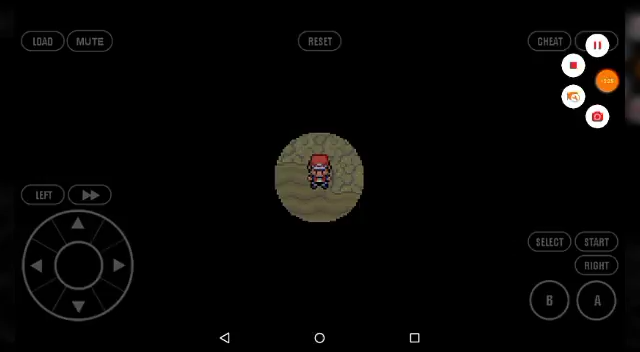 LOAD MUTE RESET CHEAT
LEFT
SELECT START
RIGHT
B A